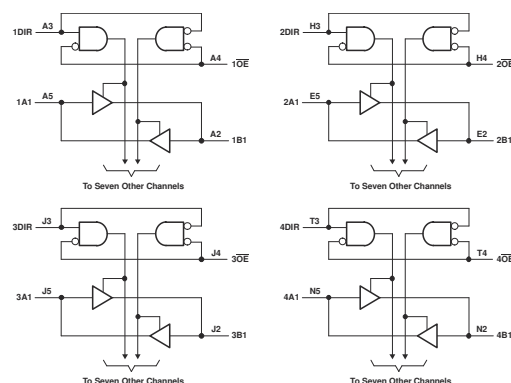 1DIR A3
A4 1OE
1A1 A5
A2 1B1
To Seven Other Channels
2DIR H3
H4 2OE
2A1 E5
E2 2B1
To Seven Other Channels
3DIR J3
J4 3OE
3A1 J5
J2 3B1
To Seven Other Channels
4DIR T3
T4 4OE
4A1 N5
N2 4B1
To Seven Other Channels